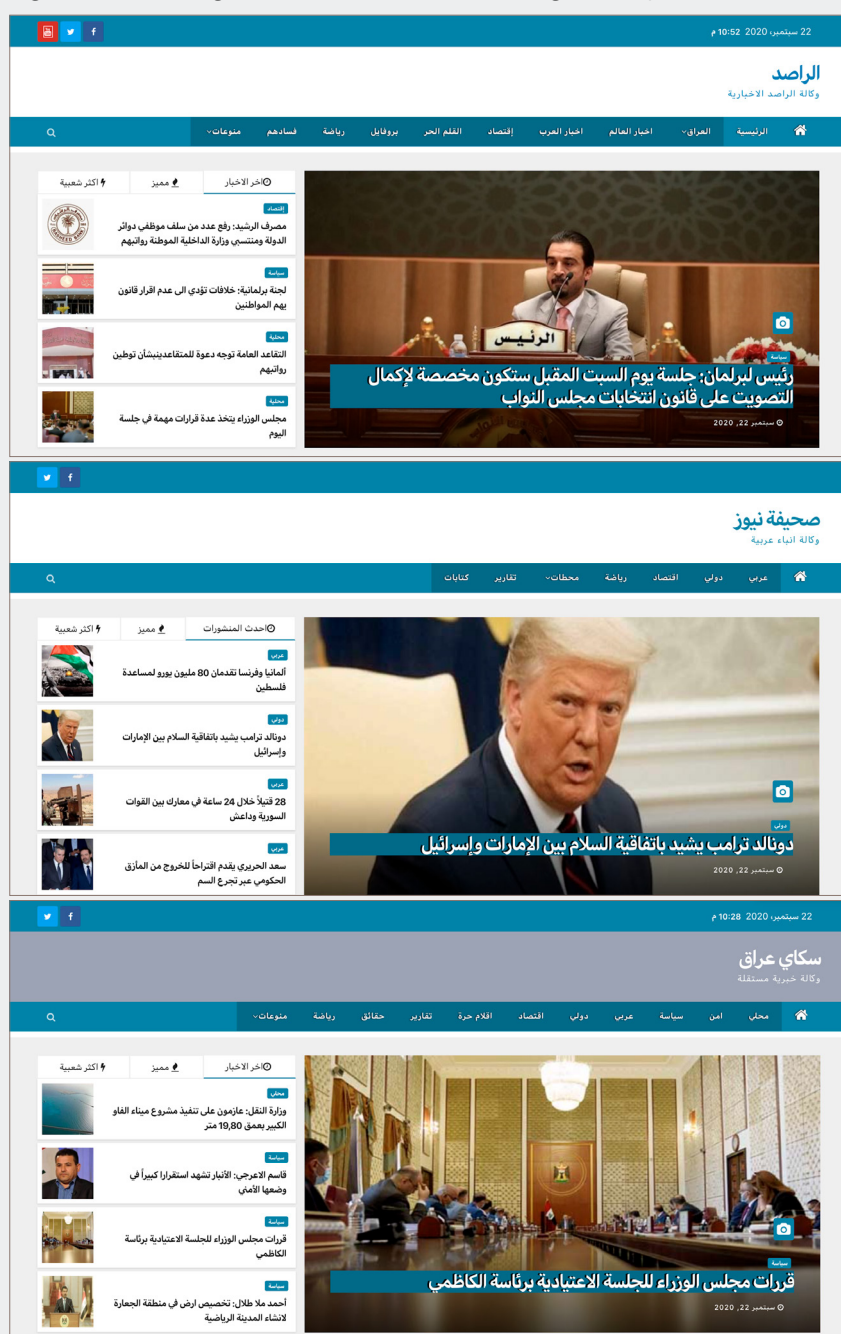 22 سبتمبر، 2020 10:52 م
الراصد
وكالة الراصد الاخبارية
الرئيسية العراق اخبار العالم اخبار العرب إقتصاد القلم الحر بروفايل رياضة فسادهم منوعات
اخر الاخبار مميز اكثر شعبية
الرئيس
سياسة
رئيس لبرلمان: جلسة يوم السبت المقبل ستكون مخصصة لإكمال
التصويت على قانون انتخابات مجلس النواب
سبتمبر 22, 2020
إقتصاد
مصرف الرشيد: رفع عدد من سلف موظفي دوائر
الدولة ومنتسبي وزارة الداخلية الموطنة رواتبهم
سياسة
لجنة برلمانية: خلافات تؤدي الى عدم اقرار قانون
يهم المواطنين
محلية
التقاعد العامة توجه دعوة للمتقاعدينبشأن توطين
رواتبهم
محلية
مجلس الوزراء يتخذ عدة قرارات مهمة في جلسة
اليوم
صحيفة نيوز
وكالة انباء عربية
عربي دولي اقتصاد رياضة محطات تقارير كتابات
احدث المنشورات مميز اكثر شعبية
دولي
دونالد ترامب يشيد باتفاقية السلام بين الإمارات وإسرائيل
سبتمبر 22, 2020
عربي
ألمانيا وفرنسا تقدمان 80 مليون يورو لمساعدة
فلسطين
دولي
دونالد ترامب يشيد باتفاقية السلام بين الإمارات
وإسرائيل
عربي
28 قتيلاً خلال 24 ساعة في معارك بين القوات
السورية وداعش
عربي
سعد الحريري يقدم اقتراحاً للخروج من المأزق
الحكومي عبر تجرع السم
22 سبتمبر، 2020 10:28 م
سكاي عراق
وكالة خبرية مستقلة
محلي امن سياسة عربي دولي اقتصاد اقلام حرة تقارير حقائق رياضة منوعات
اخر الاخبار مميز اكثر شعبية
سياسة
قررات مجلس الوزراء للجلسة الاعتيادية برئاسة الكاظمي
سبتمبر 22, 2020
محلي
وزارة النقل: عازمون على تنفيذ مشروع ميناء الفاو
الكبير بعمق 19,80 متر
سياسة
قاسم الاعرجي: الأنبار تشهد استقرارا كبيراً في
وضعها الأمني
سياسة
قررات مجلس الوزراء للجلسة الاعتيادية برئاسة
الكاظمي
سياسة
أحمد ملا طلال: تخصيص ارض في منطقة الجعارة
لانشاء المدينة الرياضية